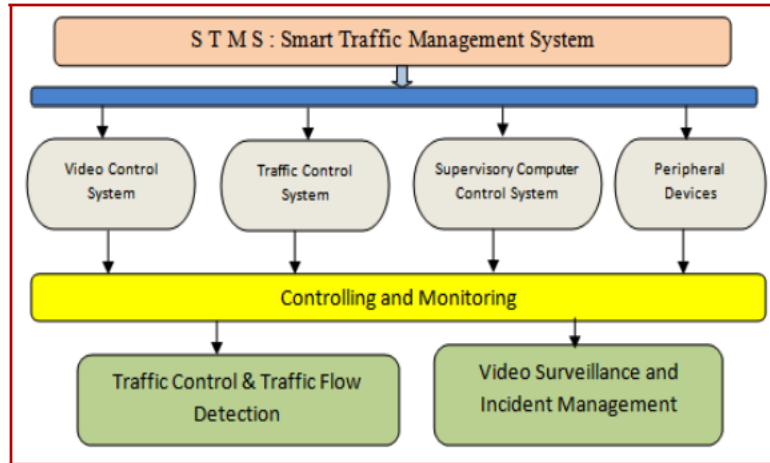 S T M S : Smart Traffic Management System
Video Control
System
Traffic Control
System
Supervisory Computer
Control System
Peripheral
Devices
Controlling and Monitoring
Traffic Control & Traffic Flow
Detection
Video Surveillance and
Incident Management